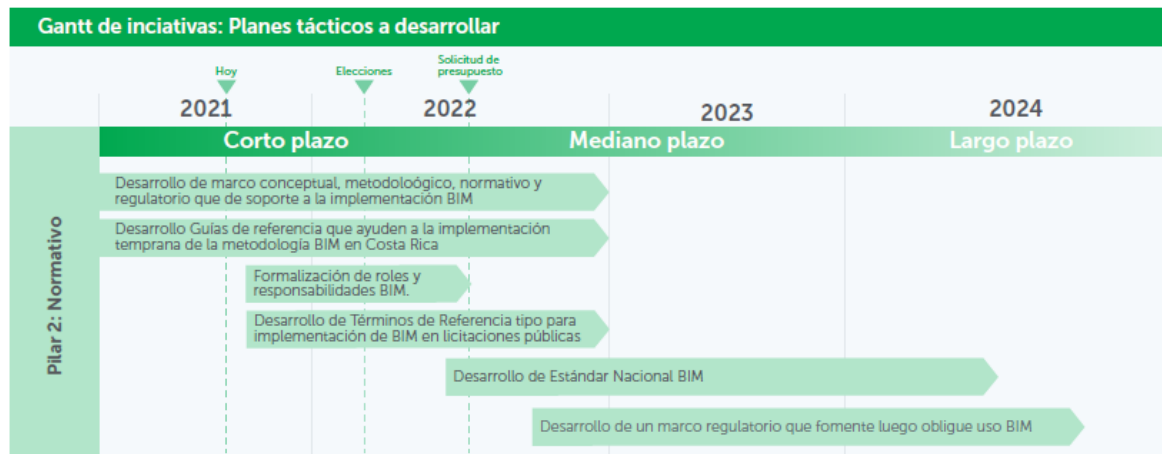 Gantt de inciativas: Planes tácticos a desarrollar
Hoy
Elecciones
Solicitud de
presupuesto
2021
2022
2023
2024
Corto plazo
Mediano plazo
Largo plazo
Pilar 2: Normativo
Desarrollo de marco conceptual, metodoloógico, normativo y
regulatorio que de soporte a la implementación BIM
Desarrollo Guías de referencia que ayuden a la implementación
temprana de la metodología BIM en Costa Rica
Formalización de roles y
responsabilidades BIM.
Desarrollo de Términos de Referencia tipo para
implementación de BIM en licitaciones públicas
Desarrollo de Estándar Nacional BIM
Desarrollo de un marco regulatorio que fomente luego obligue uso BIM